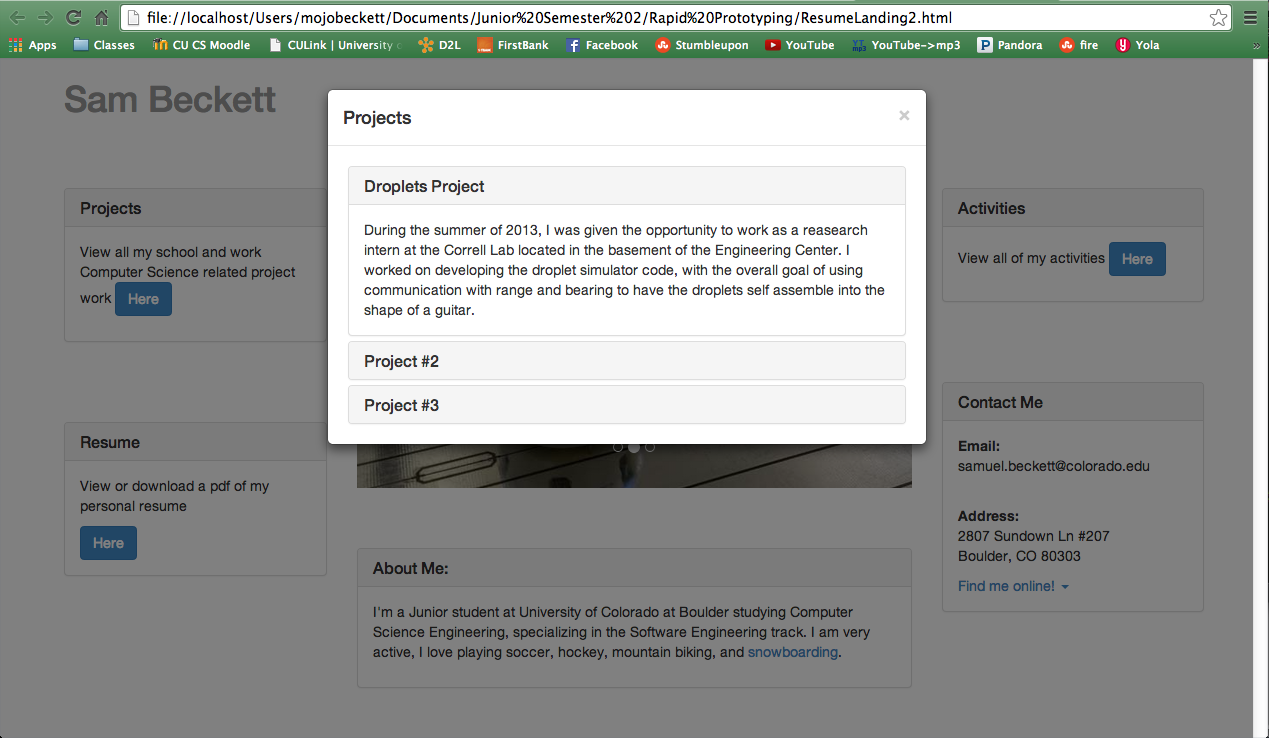 file://localhost/Users/mojobeckett/Documents/Junior%20Semester%202/Rapid%20Prototyping/ResumeLanding2.html
Apps Classes CU CS Moodle CULink | University D2L FirstBank Facebook Stumbleupon YouTube YouTube->mp3 Pandora fire Yola »
Sam Beckett
Projects ×
Droplets Project
During the summer of 2013, I was given the opportunity to work as a reasearch
intern at the Correll Lab located in the basement of the Engineering Center. I
worked on developing the droplet simulator code, with the overall goal of using
communication with range and bearing to have the droplets self assemble into the
shape of a guitar.
Project #2
Project #3
Projects
View all my school and work
Computer Science related project
work Here
Resume
View or download a pdf of my
personal resume
Here
About Me:
I'm a Junior student at University of Colorado at Boulder studying Computer
Science Engineering, specializing in the Software Engineering track. I am very
active, I love playing soccer, hockey, mountain biking, and snowboarding.
Activities
View all of my activities Here
Contact Me
Email:
samuel.beckett@colorado.edu
Address:
2807 Sundown Ln #207
Boulder, CO 80303
Find me online!